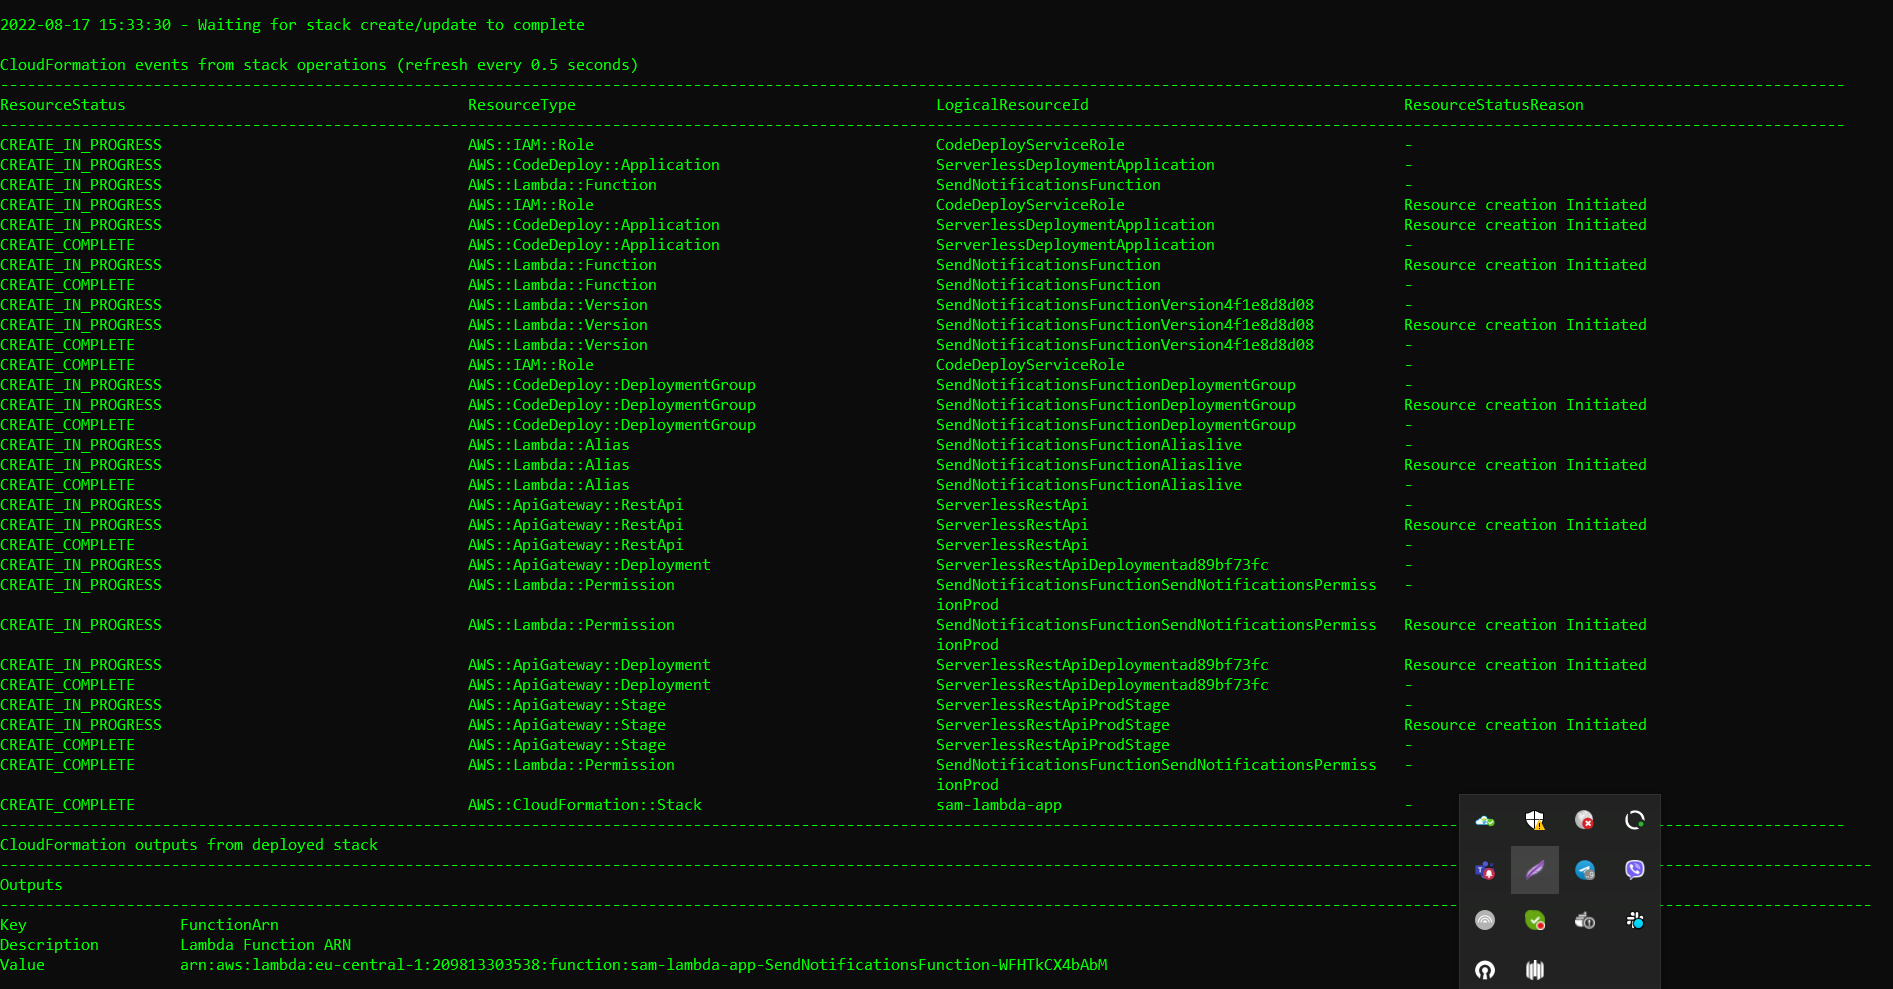 2022-08-17 15:33:30 - Waiting for stack create/update to complete
CloudFormation events from stack operations (refresh every 0.5 seconds)
ResourceStatus ResourceType LogicalResourceId ResourceStatusReason
CREATE_IN_PROGRESS AWS::IAM::Role CodeDeployServiceRole -
CREATE_IN_PROGRESS AWS::CodeDeploy::Application ServerlessDeploymentApplication -
CREATE_IN_PROGRESS AWS::Lambda::Function SendNotificationsFunction -
CREATE_IN_PROGRESS AWS::IAM::Role CodeDeployServiceRole Resource creation Initiated
CREATE_IN_PROGRESS AWS::CodeDeploy::Application ServerlessDeploymentApplication Resource creation Initiated
CREATE_COMPLETE AWS::CodeDeploy::Application ServerlessDeploymentApplication -
CREATE_IN_PROGRESS AWS::Lambda::Function SendNotificationsFunction Resource creation Initiated
CREATE_COMPLETE AWS::Lambda::Function SendNotificationsFunction -
CREATE_IN_PROGRESS AWS::Lambda::Version SendNotificationsFunctionVersion4f1e8d8d08 -
CREATE_IN_PROGRESS AWS::Lambda::Version SendNotificationsFunctionVersion4f1e8d8d08 Resource creation Initiated
CREATE_COMPLETE AWS::Lambda::Version SendNotificationsFunctionVersion4f1e8d8d08 -
CREATE_COMPLETE AWS::IAM::Role CodeDeployServiceRole -
CREATE_IN_PROGRESS AWS::CodeDeploy::DeploymentGroup SendNotificationsFunctionDeploymentGroup -
CREATE_IN_PROGRESS AWS::CodeDeploy::DeploymentGroup SendNotificationsFunctionDeploymentGroup Resource creation Initiated
CREATE_COMPLETE AWS::CodeDeploy::DeploymentGroup SendNotificationsFunctionDeploymentGroup -
CREATE_IN_PROGRESS AWS::Lambda::Alias SendNotificationsFunctionAliaslive -
CREATE_IN_PROGRESS AWS::Lambda::Alias SendNotificationsFunctionAliaslive Resource creation Initiated
CREATE_COMPLETE AWS::Lambda::Alias SendNotificationsFunctionAliaslive -
CREATE_IN_PROGRESS AWS::ApiGateway::RestApi ServerlessRestApi -
CREATE_IN_PROGRESS AWS::ApiGateway::RestApi ServerlessRestApi Resource creation Initiated
CREATE_COMPLETE AWS::ApiGateway::RestApi ServerlessRestApi -
CREATE_IN_PROGRESS AWS::ApiGateway::Deployment ServerlessRestApiDeploymentad89bf73fc -
CREATE_IN_PROGRESS AWS::Lambda::Permission SendNotificationsFunctionSendNotificationsPermiss -
ionProd
CREATE_IN_PROGRESS AWS::Lambda::Permission SendNotificationsFunctionSendNotificationsPermiss Resource creation Initiated
ionProd
CREATE_IN_PROGRESS AWS::ApiGateway::Deployment ServerlessRestApiDeploymentad89bf73fc Resource creation Initiated
CREATE_COMPLETE AWS::ApiGateway::Deployment ServerlessRestApiDeploymentad89bf73fc -
CREATE_IN_PROGRESS AWS::ApiGateway::Stage ServerlessRestApiProdStage -
CREATE_IN_PROGRESS AWS::ApiGateway::Stage ServerlessRestApiProdStage Resource creation Initiated
CREATE_COMPLETE AWS::ApiGateway::Stage ServerlessRestApiProdStage -
CREATE_COMPLETE AWS::Lambda::Permission SendNotificationsFunctionSendNotificationsPermiss -
ionProd
CREATE_COMPLETE AWS::CloudFormation::Stack sam-lambda-app -
CloudFormation outputs from deployed stack
Outputs
Key FunctionArn
Description Lambda Function ARN
Value arn:aws:lambda:eu-central-1:209813303538:function:sam-lambda-app-SendNotificationsFunction-WFHTkCX4bAbM